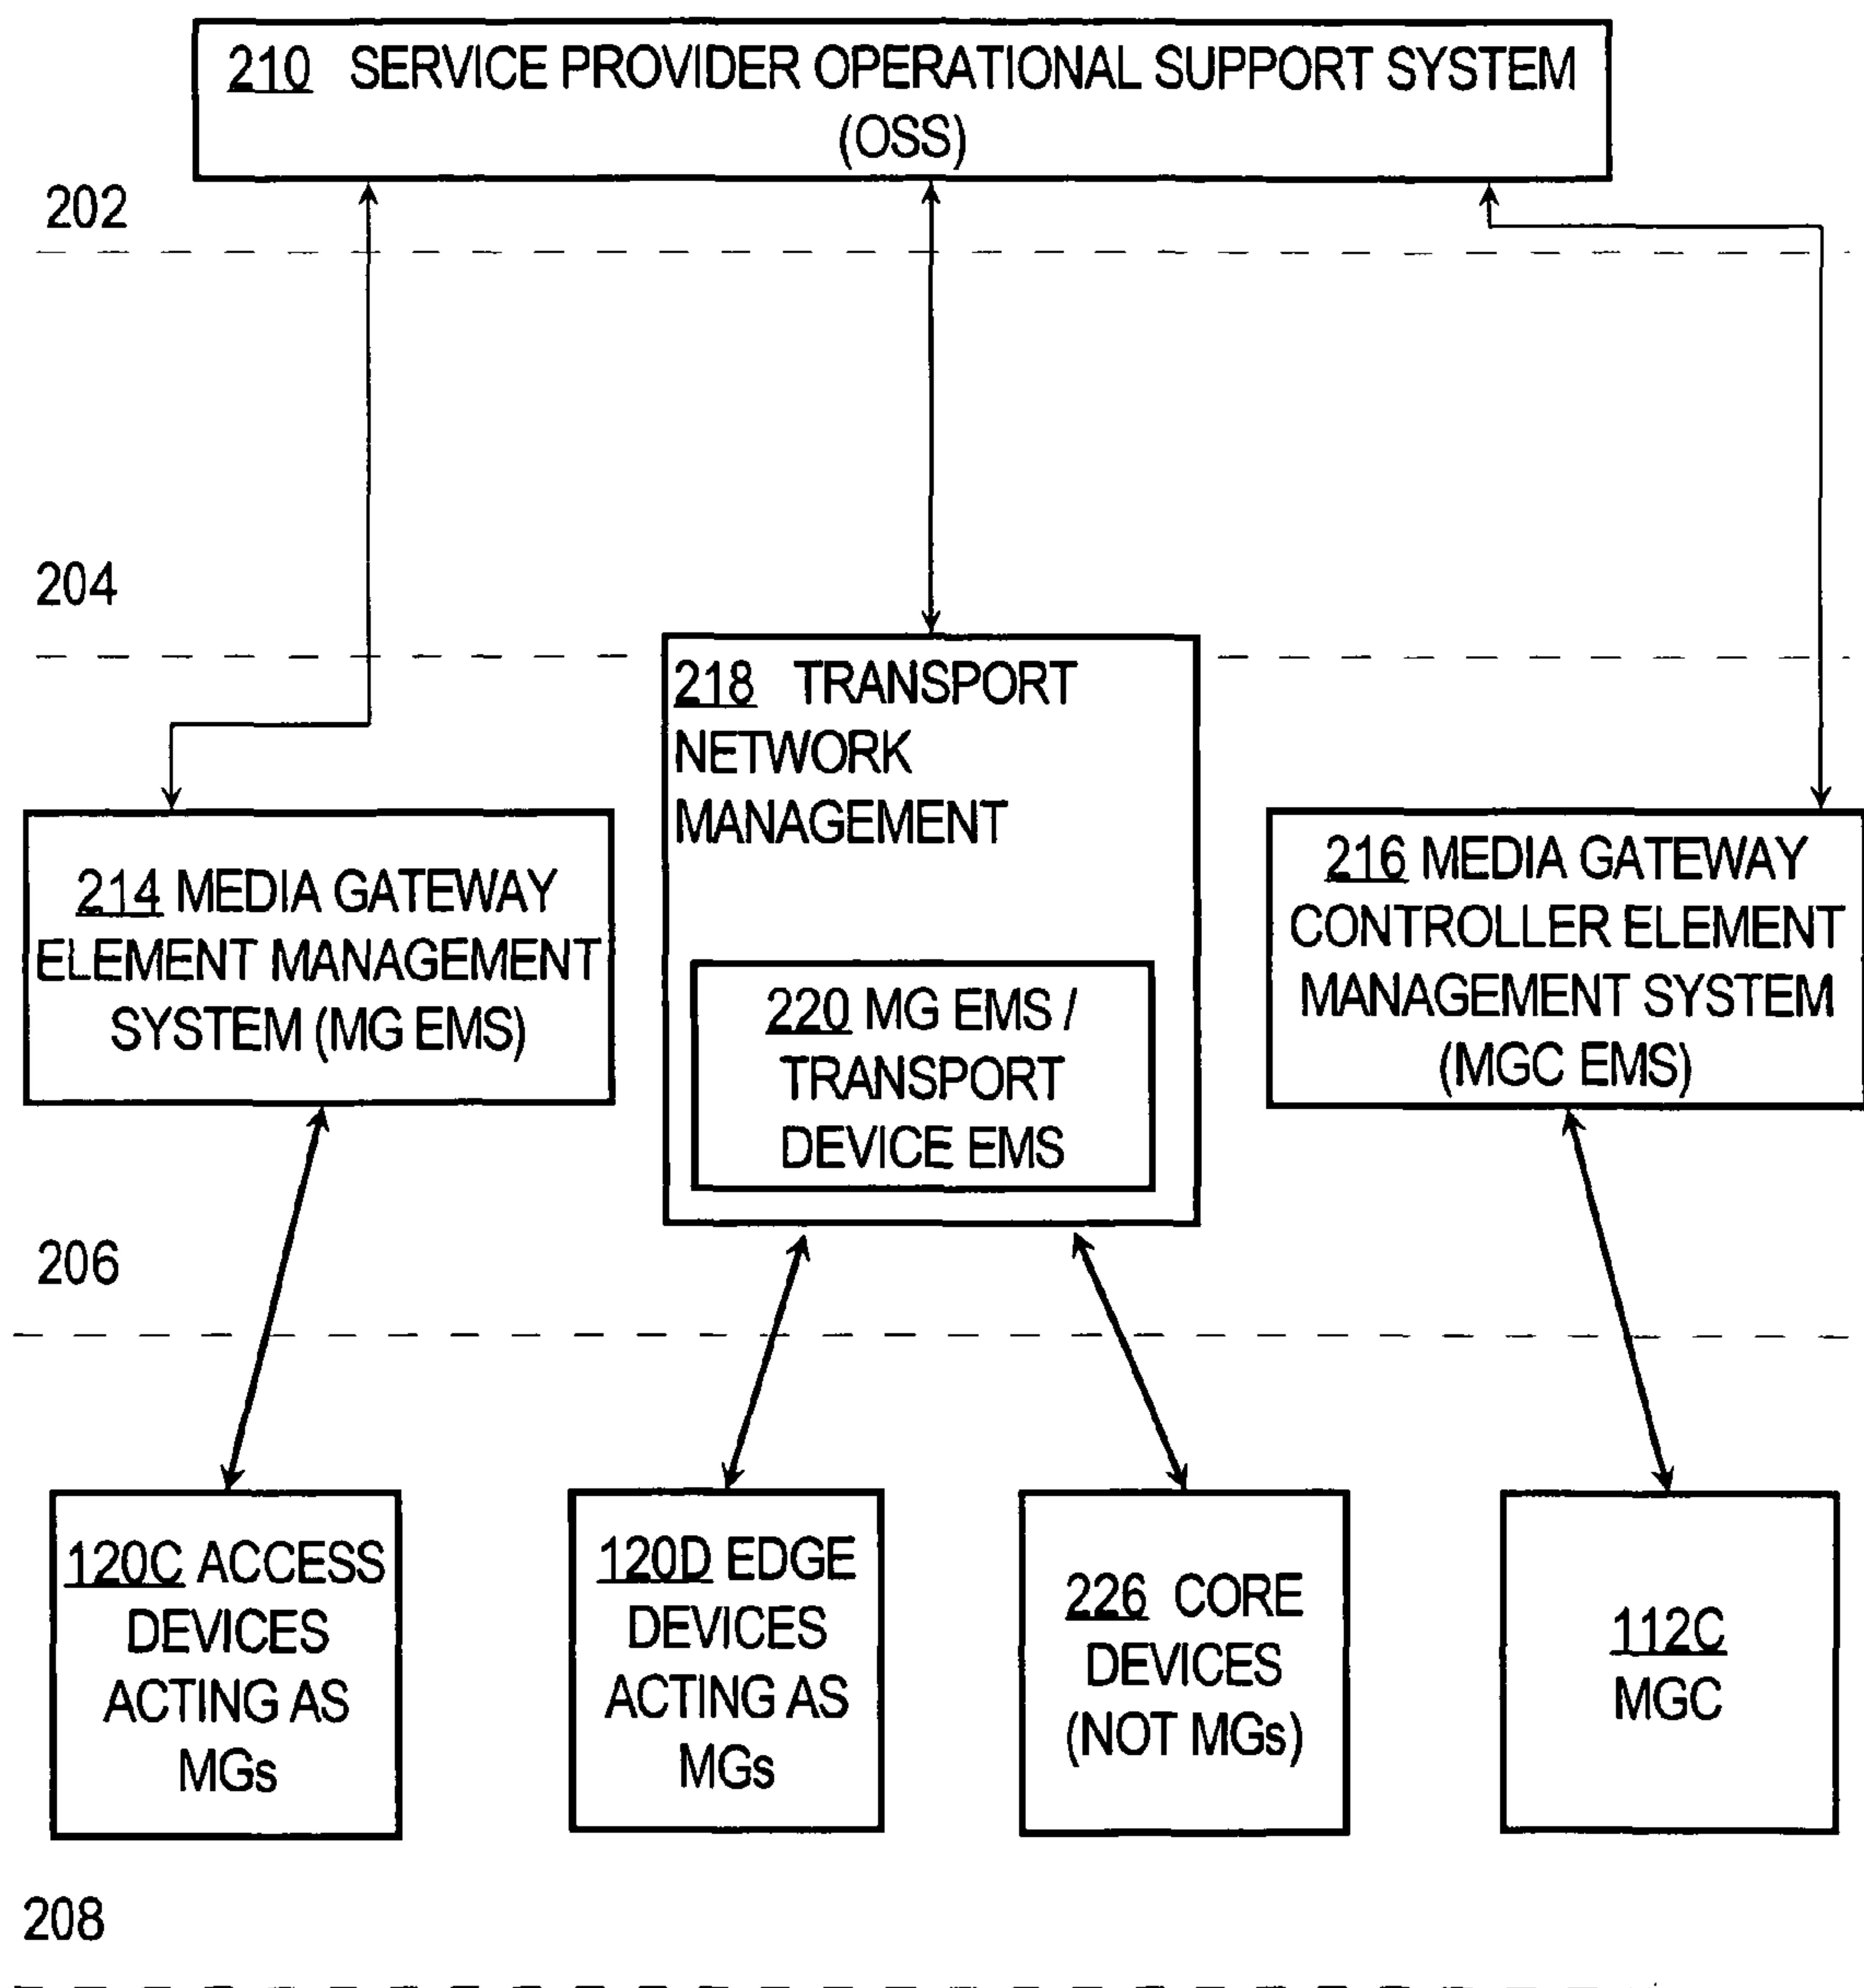 210 SERVICE PROVIDER OPERATIONAL SUPPORT SYSTEM
(OSS)
202
204
218 TRANSPORT
NETWORK
MANAGEMENT
214 MEDIA GATEWAY
ELEMENT MANAGEMENT
SYSTEM (MG EMS)
220 MG EMS /
TRANSPORT
DEVICE EMS
216 MEDIA GATEWAY
CONTROLLER ELEMENT
MANAGEMENT SYSTEM
(MGC EMS)
206
120C ACCESS
DEVICES
ACTING AS
MGs
120D EDGE
DEVICES
ACTING AS
MGs
226 CORE
DEVICES
(NOT MGs)
112C
MGC
208